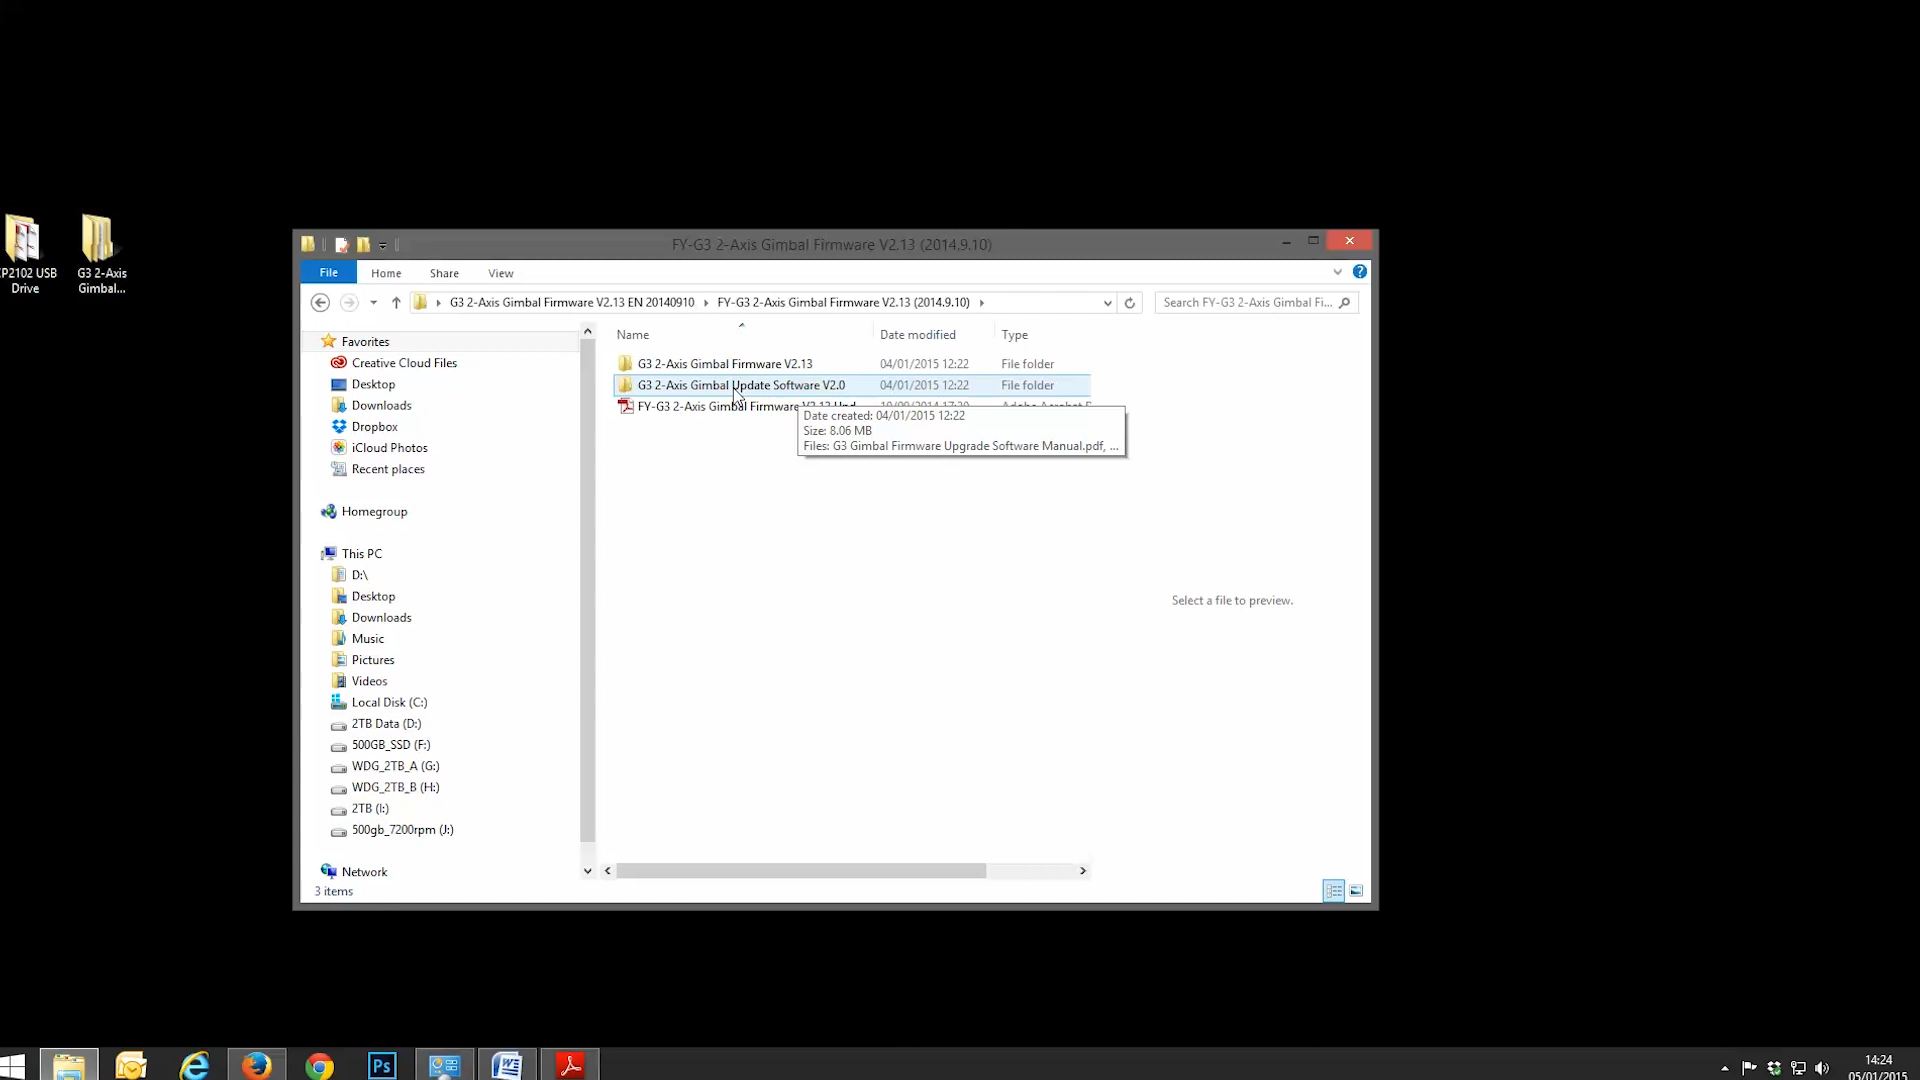 P2102 USB
Drive
G3 2-Axis
Gimbal...
FY-G3 2-Axis Gimbal Firmware V2.13 (2014.9.10)
File Home Share View
G3 2-Axis Gimbal Firmware V2.13 EN 20140910 FY-G3 2-Axis Gimbal Firmware V2.13 (2014.9.10) Search FY-G3 2-Axis Gimbal Fi...
Name Date modified Type
G3 2-Axis Gimbal Firmware V2.13 04/01/2015 12:22 File folder
G3 2-Axis Gimbal Update Software V2.0 04/01/2015 12:22 File folder
FY-G3 2-Axis Gimbal Firmware
Date created: 04/01/2015 12:22
Size: 8.06 MB
Files: G3 Gimbal Firmware Upgrade Software Manual.pdf, ...
Favorites
Creative Cloud Files
Desktop
Downloads
Dropbox
iCloud Photos
Recent places
Homegroup
This PC
D:\
Desktop
Downloads
Music
Pictures
Videos
Local Disk (C:)
2TB Data (D:)
500GB_SSD (F:)
WDG_2TB_A (G:)
WDG_2TB_B (H:)
2TB (I:)
500gb_7200rpm (J:)
Network
3 items
Select a file to preview.
Ps
14:24
05/01/2015